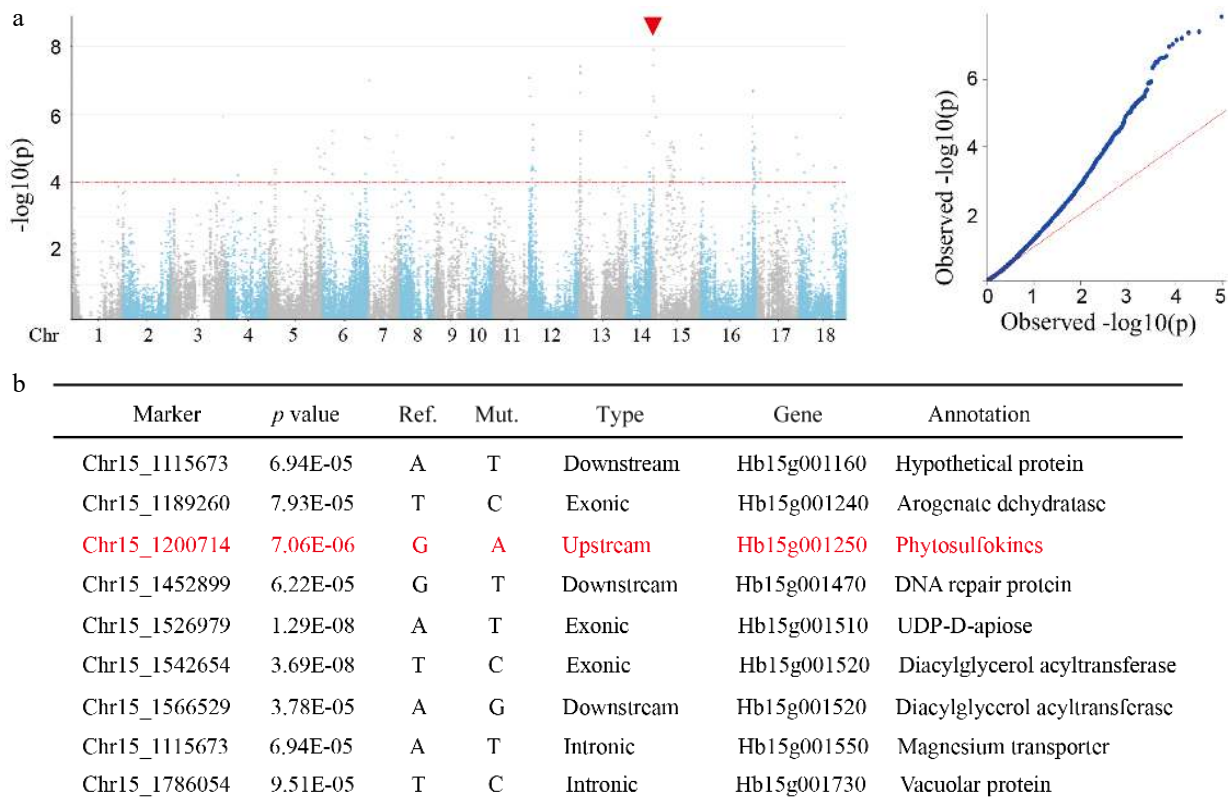 a
8
6
4
2
-log10(p)
Chr 1 2 3 4 5 6 7 8 9 10 11 12 13 14 15 16 17 18
6
4
2
Observed -log10(p)
0 1 2 3 4 5
Observed -log10(p)
b
Marker p value Ref. Mut. Type Gene Annotation
Chr15_1115673 6.94E-05 A T Downstream Hb15g001160 Hypothetical protein
Chr15_1189260 7.93E-05 T C Exonic Hb15g001240 Arogenate dehydratase
Chr15_1200714 7.06E-06 G A Upstream Hb15g001250 Phytosulfokines
Chr15_1452899 6.22E-05 G T Downstream Hb15g001470 DNA repair protein
Chr15_1526979 1.29E-08 A T Exonic Hb15g001510 UDP-D-apiose
Chr15_1542654 3.69E-08 T C Exonic Hb15g001520 Diacylglycerol acyltransferase
Chr15_1566529 3.78E-05 A G Downstream Hb15g001520 Diacylglycerol acyltransferase
Chr15_1115673 6.94E-05 A T Intronic Hb15g001550 Magnesium transporter
Chr15_1786054 9.51E-05 T C Intronic Hb15g001730 Vacuolar protein